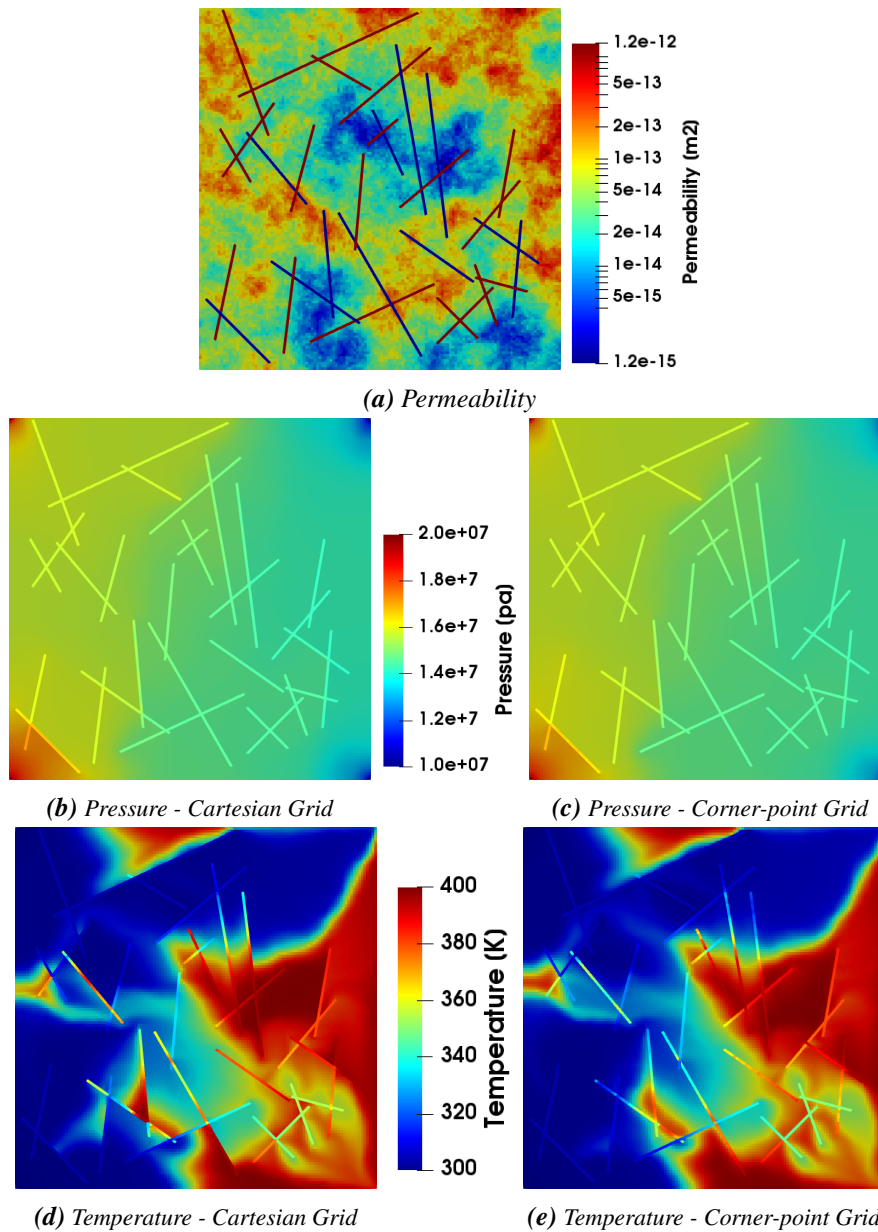 1.2e-12
5e-13
2e-13
1e-13
5e-14
2e-14
1e-14
5e-15
1.2e-15
Permeability (m2)
(a) Permeability
2.0e+07
1.8e+7
1.6e+7
1.4e+7
1.2e+7
1.0e+07
Pressure (pa)
(b) Pressure - Cartesian Grid
(c) Pressure - Corner-point Grid
400
380
360
340
320
300
Temperature (K)
(d) Temperature - Cartesian Grid
(e) Temperature - Corner-point Grid